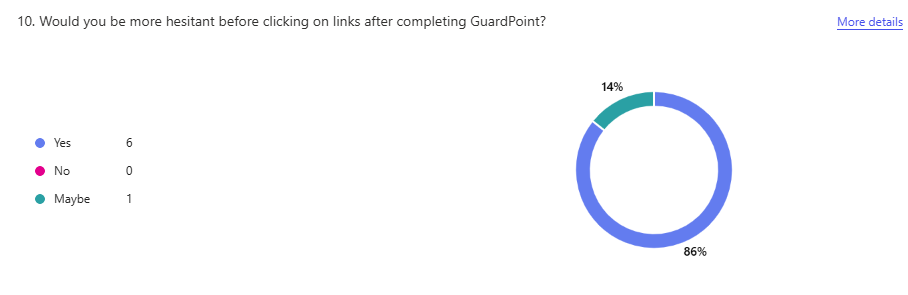 10. Would you be more hesitant before clicking on links after completing GuardPoint?
More details
14%
Yes 6
No 0
Maybe 1
86%